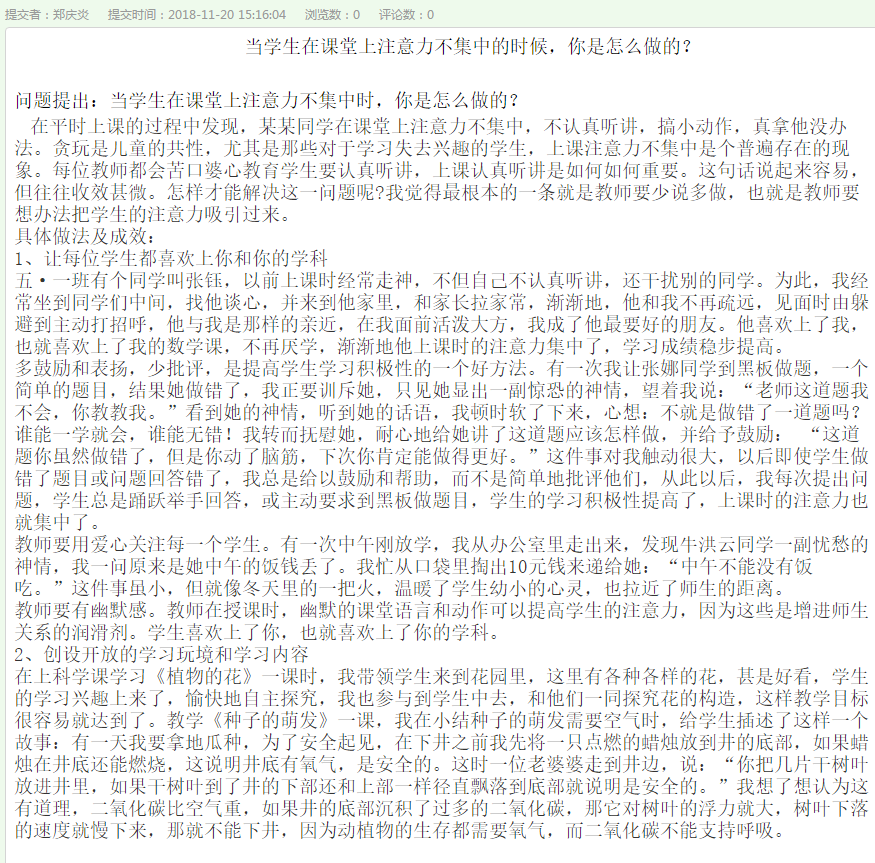 提交者：郑庆炎 提交时间：2018-11-20 15:16:04 浏览数：0 评论数：0
当学生在课堂上注意力不集中的时候，你是怎么做的？
问题提出：当学生在课堂上注意力不集中时，你是怎么做的？
在平时上课的过程中发现，某某同学在课堂上注意力不集中，不认真听讲，搞小动作，真拿他没办
法。贪玩是儿童的共性，尤其是那些对于学习失去兴趣的学生，上课注意力不集中是个普遍存在的现
象。每位教师都会苦口婆心教育学生要认真听讲，上课认真听讲是如何如何重要。这句话说起来容易，
但往往收效甚微。怎样才能解决这一问题呢?我觉得最根本的一条就是教师要少说多做，也就是教师要
想办法把学生的注意力吸引过来。
具体做法及成效：
1、让每位学生都喜欢上你和你的学科
五·一班有个同学叫张钰，以前上课时经常走神，不但自己不认真听讲，还干扰别的同学。为此，我经
常坐到同学们中间，找他谈心，并来到他家里，和家长拉家常，渐渐地，他和我不再疏远，见面时由躲
避到主动打招呼，他与我是那样的亲近，在我面前活泼大方，我成了他最要好的朋友。他喜欢上了我，
也就喜欢上了我的数学课，不再厌学，渐渐地他上课时的注意力集中了，学习成绩稳步提高。
多鼓励和表扬，少批评，是提高学生学习积极性的一个好方法。有一次我让张娜同学到黑板做题，一个
简单的题目，结果她做错了，我正要训斥她，只见她显出一副惊恐的神情，望着我说：“老师这道题我
不会，你教教我。”看到她的神情，听到她的话语，我顿时软了下来，心想：不就是做错了一道题吗？
谁能一学就会，谁能无错！我转而抚慰她，耐心地给她讲了这道题应该怎样做，并给予鼓励： “这道
题你虽然做错了，但是你动了脑筋，下次你肯定能做得更好。”这件事对我触动很大，以后即使学生做
错了题目或问题回答错了，我总是给以鼓励和帮助，而不是简单地批评他们，从此以后，我每次提出问
题，学生总是踊跃举手回答，或主动要求到黑板做题目，学生的学习积极性提高了，上课时的注意力也
就集中了。
教师要用爱心关注每一个学生。有一次中午刚放学，我从办公室里走出来，发现牛洪云同学一副忧愁的
神情，我一问原来是她中午的饭钱丢了。我忙从口袋里掏出10元钱来递给她：“中午不能没有饭
吃。”这件事虽小，但就像冬天里的一把火，温暖了学生幼小的心灵，也拉近了师生的距离。
教师要有幽默感。教师在授课时，幽默的课堂语言和动作可以提高学生的注意力，因为这些是增进师生
关系的润滑剂。学生喜欢上了你，也就喜欢上了你的学科。
2、创设开放的学习玩境和学习内容
在上科学课学习《植物的花》一课时，我带领学生来到花园里，这里有各种各样的花，甚是好看，学生
的学习兴趣上来了，愉快地自主探究，我也参与到学生中去，和他们一同探究花的构造，这样教学目标
很容易就达到了。教学《种子的萌发》一课，我在小结种子的萌发需要空气时，给学生描述了这样一个
故事：有一天我要拿地瓜种，为了安全起见，在下井之前我先将一只点燃的蜡烛放到井的底部，如果蜡
烛在井底还能燃烧，这说明井底有氧气，是安全的。这时一位老婆婆走到井边，说：“你把几片干树叶
放进井里，如果干树叶到了井的下部还和上部一样径直飘落到底部就说明是安全的。” 我想了想认为这
有道理，二氧化碳比空气重，如果井的底部沉积了过多的二氧化碳，那它对树叶的浮力就大，树叶下落
的速度就慢下来，那就不能下井，因为动植物的生存都需要氧气，而二氧化碳不能支持呼吸。